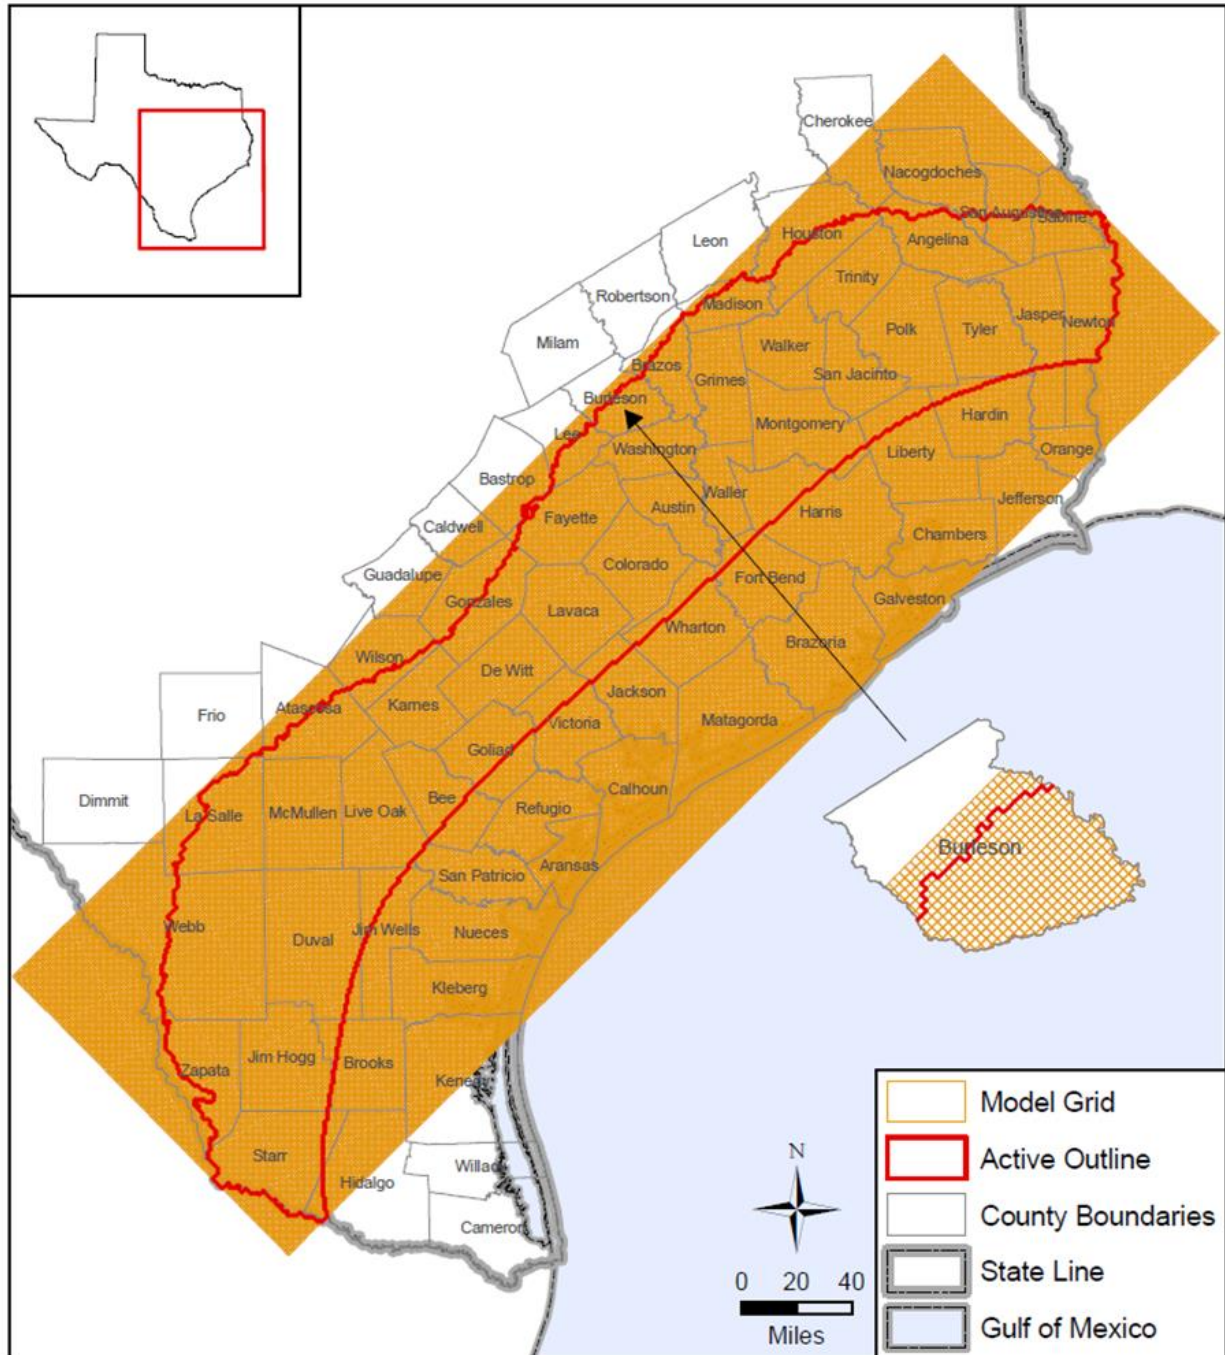 Cherokee
Nacogdoches
San Augustine
Sabine
Houston
Angelina
Leon
Trinity
Robertson
Madison
Jasper
Newton
Polk
Tyler
Milam
Walker
Brazos
San Jacinto
Grimes
Burleson
Hardin
Montgomery
Lee
Washington
Liberty
Orange
Bastrop
Waller
Jefferson
Austin
Harris
Fayette
Caldwell
Chambers
Colorado
Guadalupe
Fort Bend
Gonzales
Galveston
Lavaca
Wharton
Brazoria
Wilson
De Witt
Jackson
Karnes
Atascosa
Frio
Victoria
Matagorda
Goliad
Calhoun
Dimmit
Bee
Refugio
La Salle
McMullen
Live Oak
Burleson
Aransas
San Patricio
Webb
Jim Wells
Nueces
Duval
Kleberg
Jim Hogg
Brooks
Zapata
Kenedy
Starr
Willac
Hidalgo
Cameron
N
0 20 40
Miles
Model Grid
Active Outline
County Boundaries
State Line
Gulf of Mexico